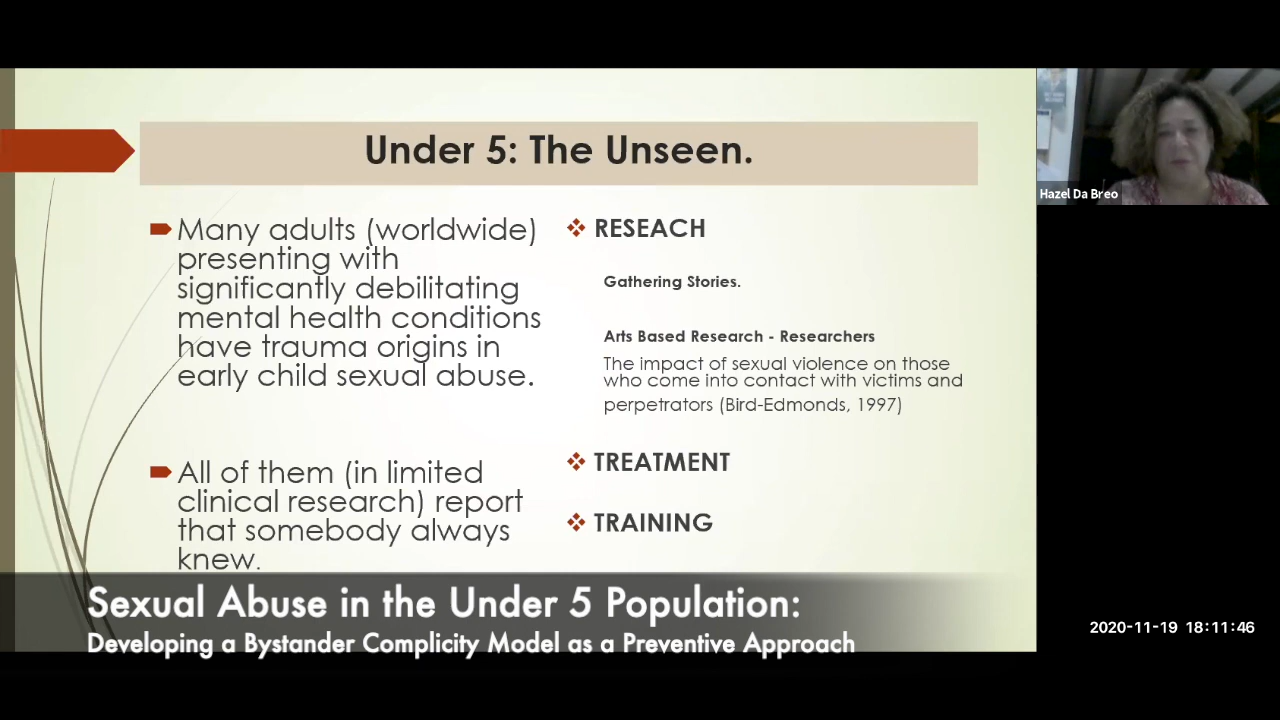 Under 5: The Unseen.
Many adults (worldwide)
presenting with
significantly debilitating
mental health conditions
have trauma origins in
early child sexual abuse.
All of them (in limited
clinical research) report
that somebody always
knew.
RESEACH
Gathering Stories.
Arts Based Research - Researchers
The impact of sexual violence on those
who come into contact with victims and
perpetrators (Bird-Edmonds, 1997)
TREATMENT
TRAINING
Sexual Abuse in the Under 5 Population:
Developing a Bystander Complicity Model as a Preventive Approach
Hazel Da Breo
2020-11-19 18:11:46